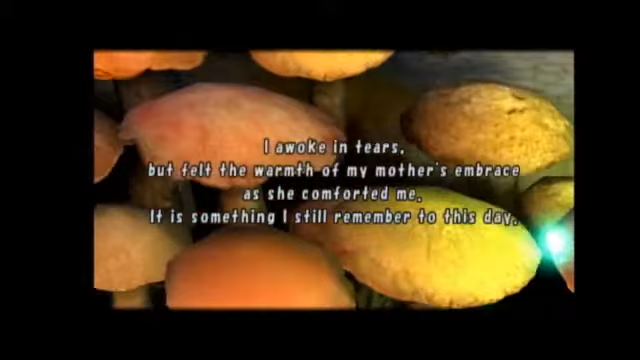 I awoke in tears,
but felt the warmth of my mother's embrace
as she comforted me.
It is something I still remember to this day.